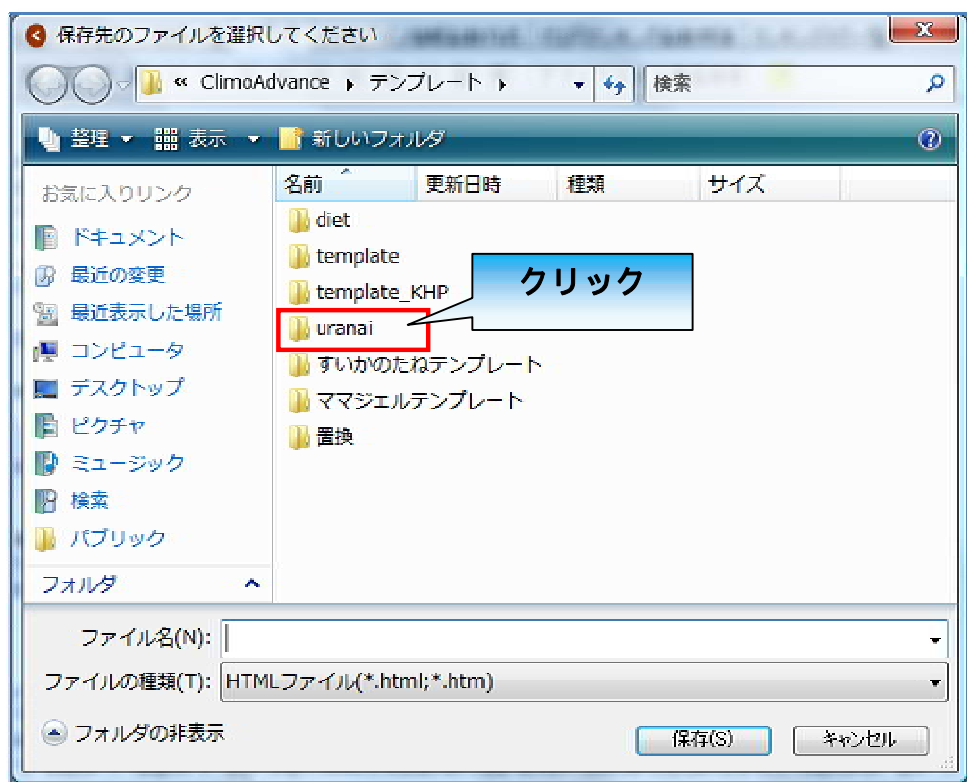 保存先のファイルを選択してください
« ClimoAdvance ▸ テンプレート ▸ 検索
整理 表示 新しいフォルダ
お気に入りリンク
ドキュメント
最近の変更
最近表示した場所
コンピュータ
デスクトップ
ピクチャ
ミュージック
検索
パブリック
フォルダ
名前 更新日時 種類 サイズ
diet
template
template_KHP
uranai
すいかのたねテンプレート
ママジェルテンプレート
置換
クリック
ファイル名(N):
ファイルの種類(T): HTMLファイル(*.html;*.htm)
フォルダの非表示 保存(S) キャンセル